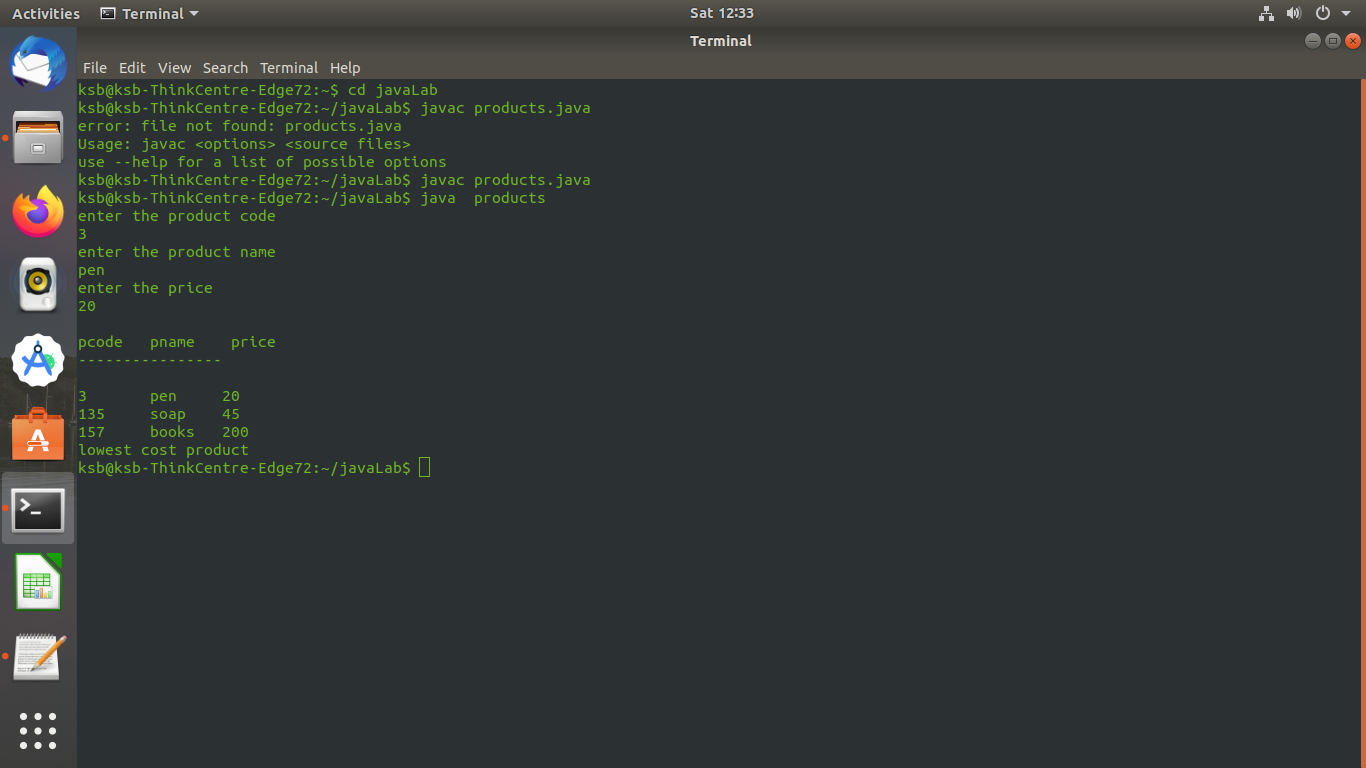 Activities Terminal Sat 12:33
Terminal
File Edit View Search Terminal Help
ksb@ksb-ThinkCentre-Edge72:~$ cd javaLab
ksb@ksb-ThinkCentre-Edge72:~/javaLab$ javac products.java
error: file not found: products.java
Usage: javac <options> <source files>
use --help for a list of possible options
ksb@ksb-ThinkCentre-Edge72:~/javaLab$ javac products.java
ksb@ksb-ThinkCentre-Edge72:~/javaLab$ java  products
enter the product code
3
enter the product name
pen
enter the price
20
pcode   pname    price
----------------
3       pen     20
135     soap    45
157     books   200
lowest cost product
ksb@ksb-ThinkCentre-Edge72:~/javaLab$